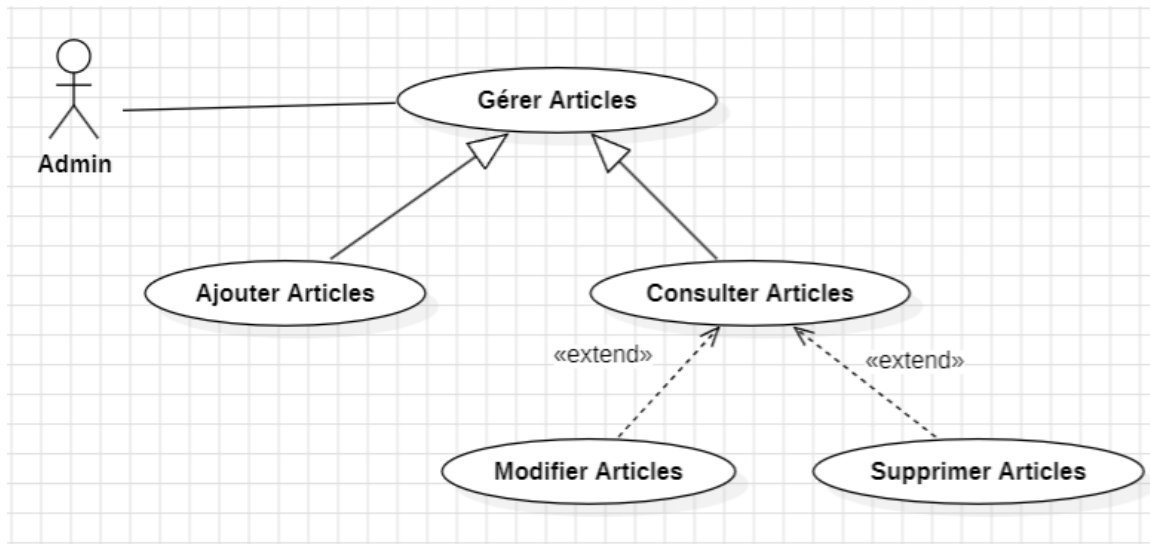 Gérer Articles
Admin
Ajouter Articles
Consulter Articles
«extend»
«extend»
Modifier Articles
Supprimer Articles